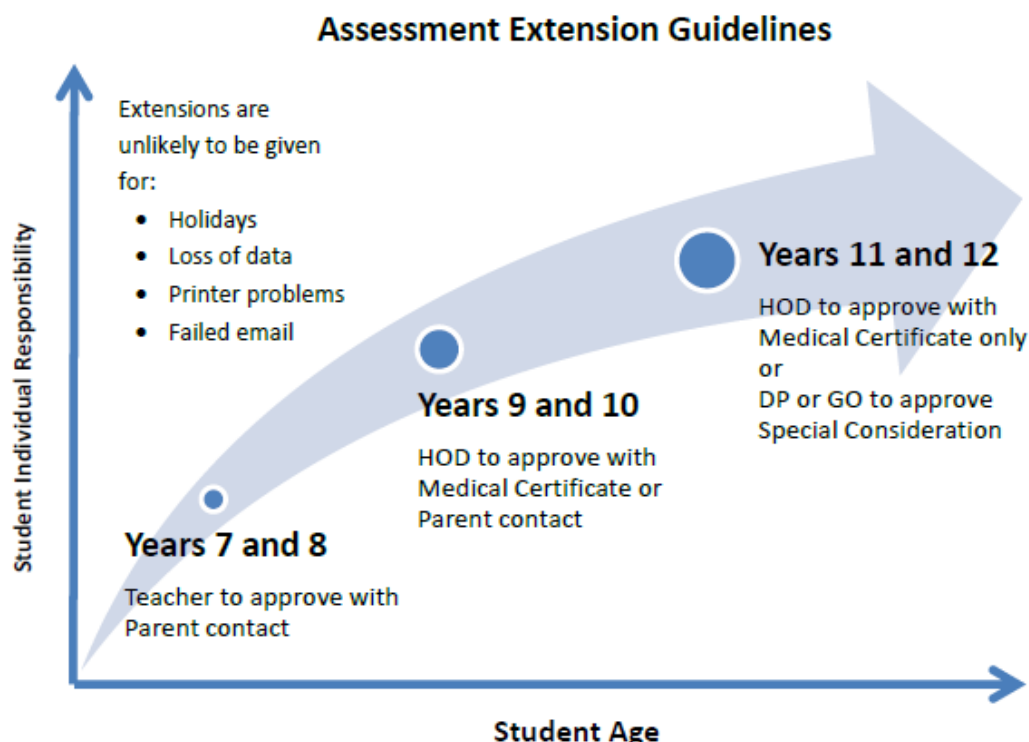 Assessment Extension Guidelines
Extensions are
unlikely to be given
for:
• Holidays
• Loss of data
• Printer problems
• Failed email
Years 11 and 12
HOD to approve with
Medical Certificate only
or
DP or GO to approve
Special Consideration
Years 9 and 10
HOD to approve with
Medical Certificate or
Parent contact
Years 7 and 8
Teacher to approve with
Parent contact
Student Individual Responsibility
Student Age